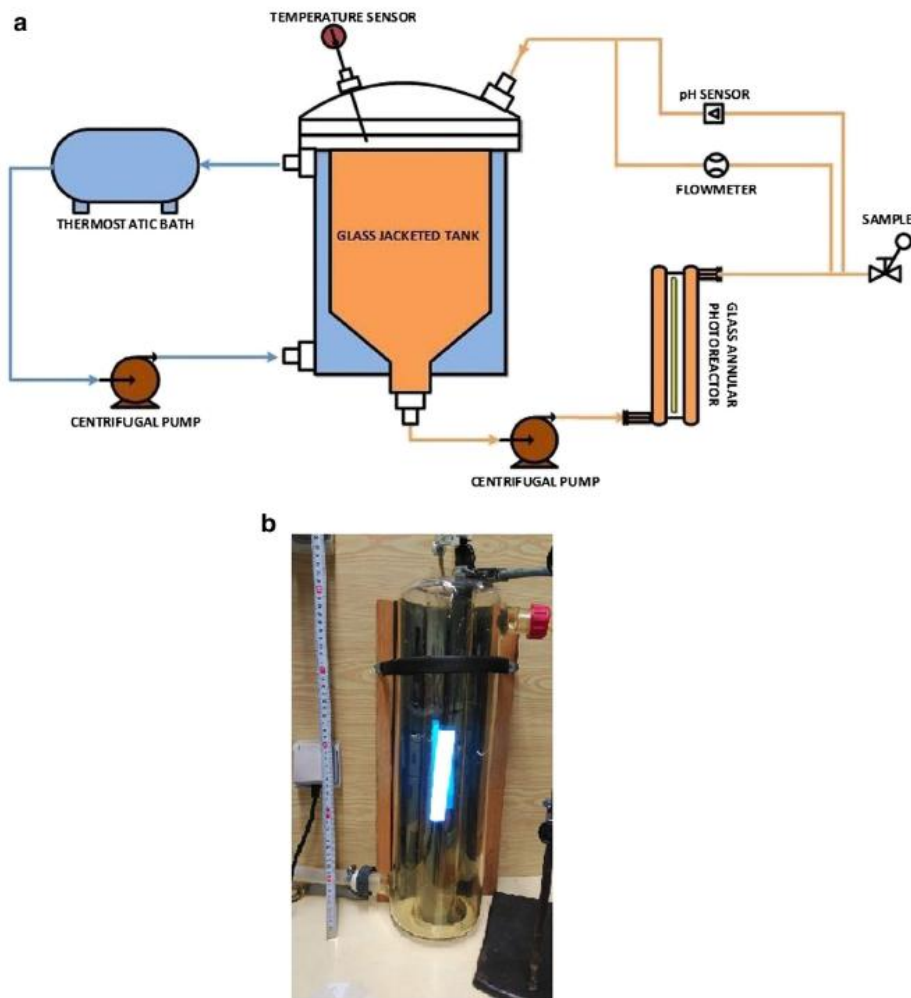 a
TEMPERATURE SENSOR
pH SENSOR
FLOWMETER
SAMPLE
THERMOSTATIC BATH
GLASS JACKETED TANK
GLASS ANNULAR
PHOTOREACTOR
CENTRIFUGAL PUMP
CENTRIFUGAL PUMP
b